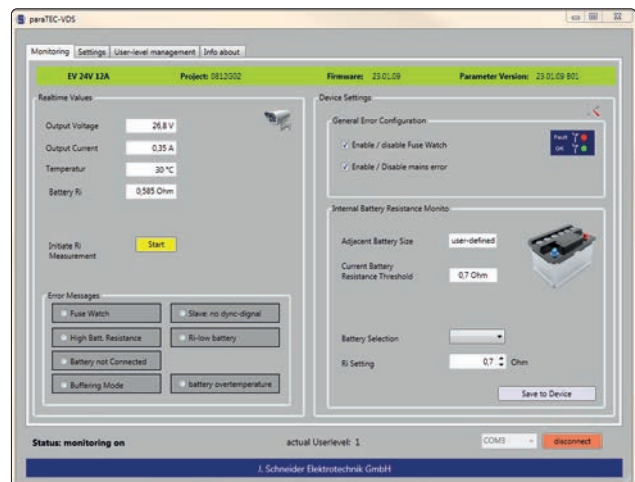 paraTEC-VDS
Monitoring Settings User-level management Info about
EV 24V 12A Project: 0812G02 Firmware: 23.01.09 Parameter Version: 23.01.09 B01
Realtime Values
Output Voltage 26,8 V
Output Current 0,35 A
Temperatur 30 °C
Battery Ri 0,585 Ohm
Initiate Ri
Measurement
Start
Error Messages
Fuse Watch
Slave: no dync-dignal
High Batt. Resistance
Ri-low battery
Battery not Connected
Buffering Mode
battery overtemperature
Device Settings
General Error Configuration
Enable / disable Fuse Watch
Enable / Disable mains error
Fault
OK
Internal Battery Resistance Monito
Adjacent Battery Size user-defined
Current Battery
Resistance Threshold
0,7 Ohm
Battery Selection
Ri Setting 0,7 Ohm
Save to Device
Status: monitoring on actual Userlevel: 1 COM3 disconnect
J. Schneider Elektrotechnik GmbH